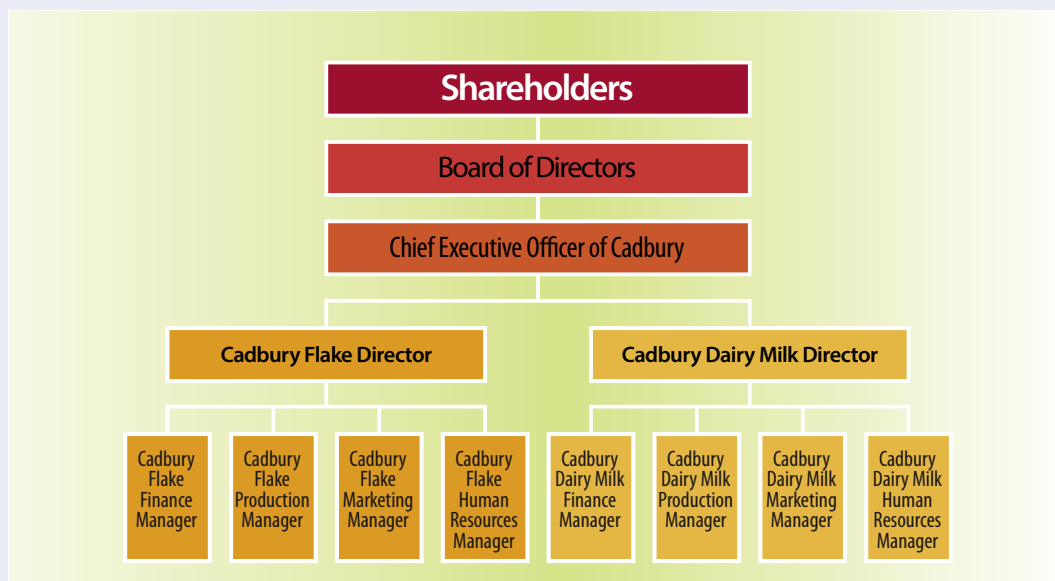 Shareholders
Board of Directors
Chief Executive Officer of Cadbury
Cadbury Flake Director
Cadbury Dairy Milk Director
Cadbury
Flake
Finance
Manager
Cadbury
Flake
Production
Manager
Cadbury
Flake
Marketing
Manager
Cadbury
Flake
Human
Resources
Manager
Cadbury
Dairy Milk
Finance
Manager
Cadbury
Dairy Milk
Production
Manager
Cadbury
Dairy Milk
Marketing
Manager
Cadbury
Dairy Milk
Human
Resources
Manager